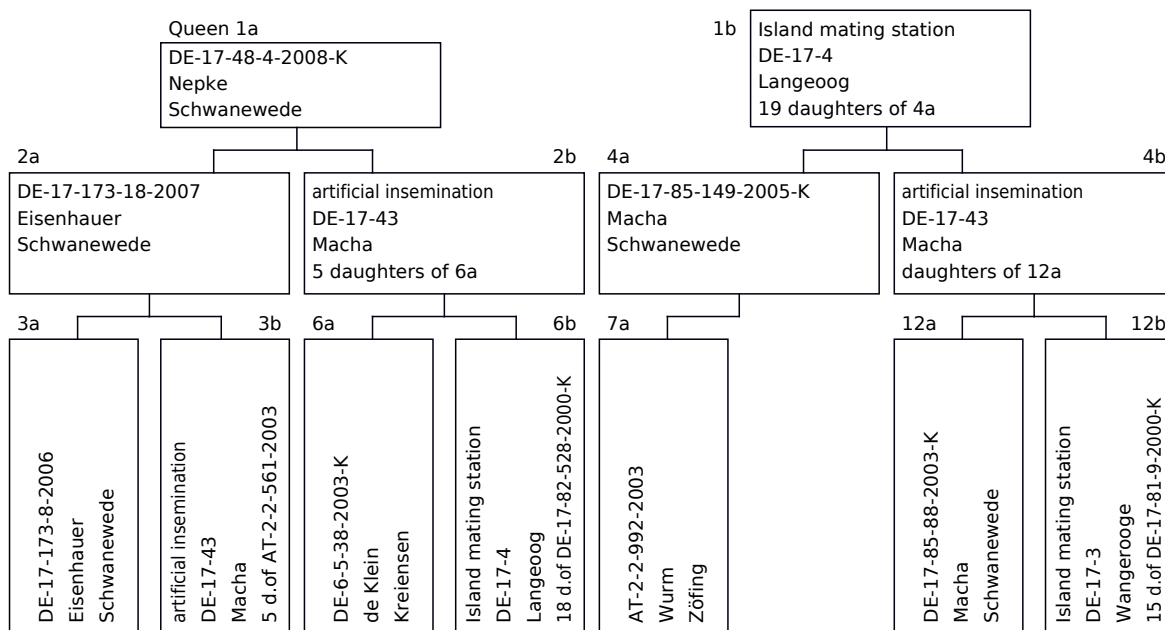 Queen 1a
DE-17-48-4-2008-K
Nepke
Schwanewede
1b
Island mating station
DE-17-4
Langeoog
19 daughters of 4a
2a
DE-17-173-18-2007
Eisenhauer
Schwanewede
2b
artificial insemination
DE-17-43
Macha
5 daughters of 6a
4a
DE-17-85-149-2005-K
Macha
Schwanewede
4b
artificial insemination
DE-17-43
Macha
daughters of 12a
3a
DE-17-173-8-2006
Eisenhauer
Schwanewede
3b
artificial insemination
DE-17-43
Macha
5 d.of AT-2-2-561-2003
6a
DE-6-5-38-2003-K
de Klein
Kreiensen
6b
Island mating station
DE-17-4
Langeoog
18 d.of DE-17-82-528-2000-K
7a
AT-2-2-992-2003
Wurm
Zöfing
12a
DE-17-85-88-2003-K
Macha
Schwanewede
12b
Island mating station
DE-17-3
Wangerooge
15 d.of DE-17-81-9-2000-K